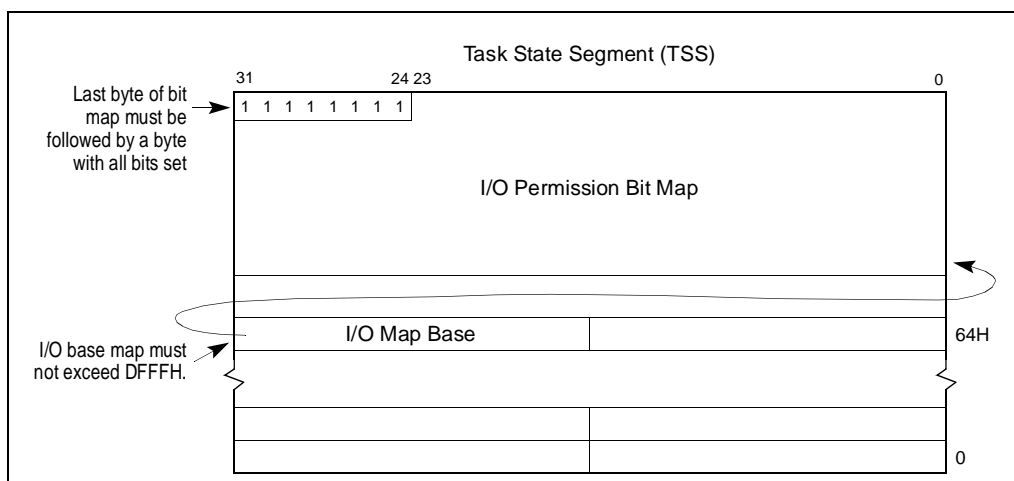 Task State Segment (TSS)
31 24 23 0
Last byte of bit
map must be
followed by a byte
with all bits set
1 1 1 1 1 1 1 1
I/O Permission Bit Map
I/O Map Base
64H
I/O base map must
not exceed DFFFH.
0